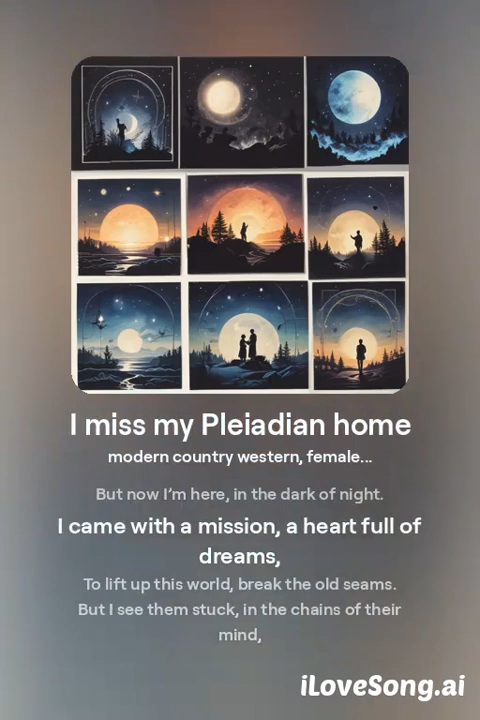 I miss my Pleiadian home
modern country western, female...
But now I'm here, in the dark of night.
I came with a mission, a heart full of
dreams,
To lift up this world, break the old seams.
But I see them stuck, in the chains of their
mind,
iLoveSong.ai